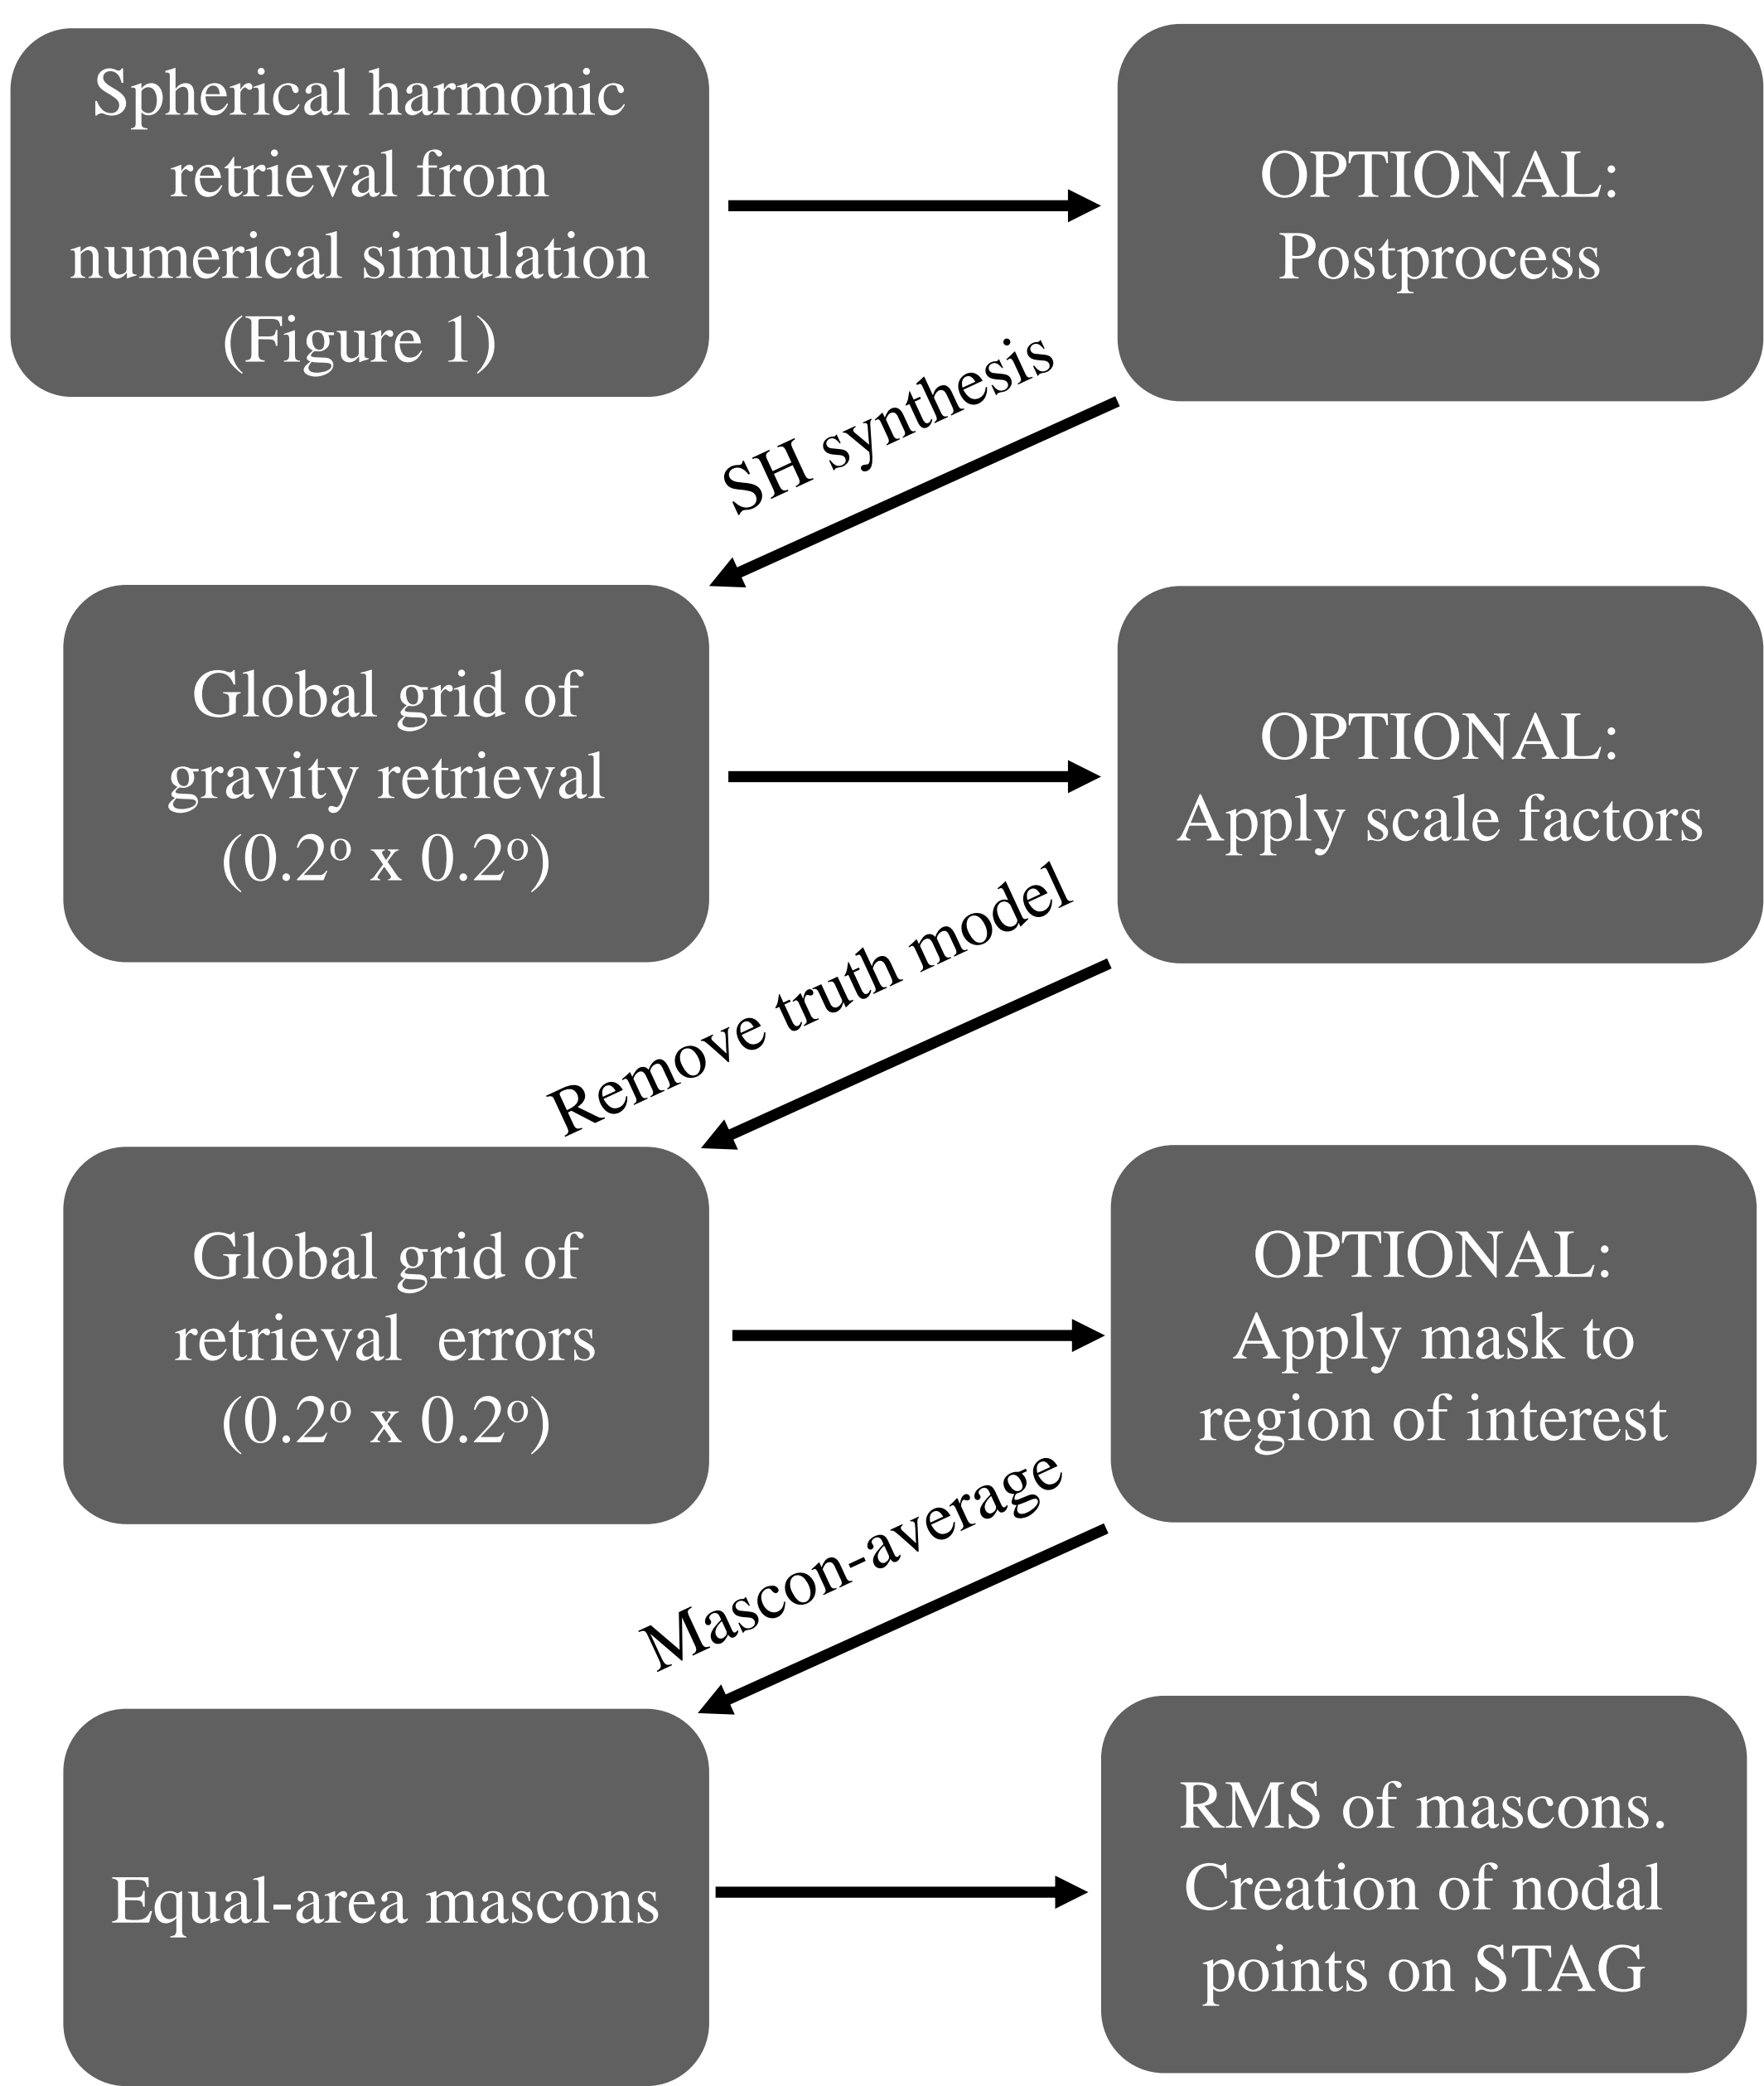 Spherical harmonic
retrieval from
numerical simulation
(Figure 1)
OPTIONAL:
Postprocess
SH synthesis
Global grid of
gravity retrieval
(0.2º x 0.2º)
OPTIONAL:
Apply scale factors
Remove truth model
Global grid of
retrieval errors
(0.2º x 0.2º)
OPTIONAL:
Apply mask to
region of interest
Mascon-average
Equal-area mascons
RMS of mascons.
Creation of nodal
points on STAG